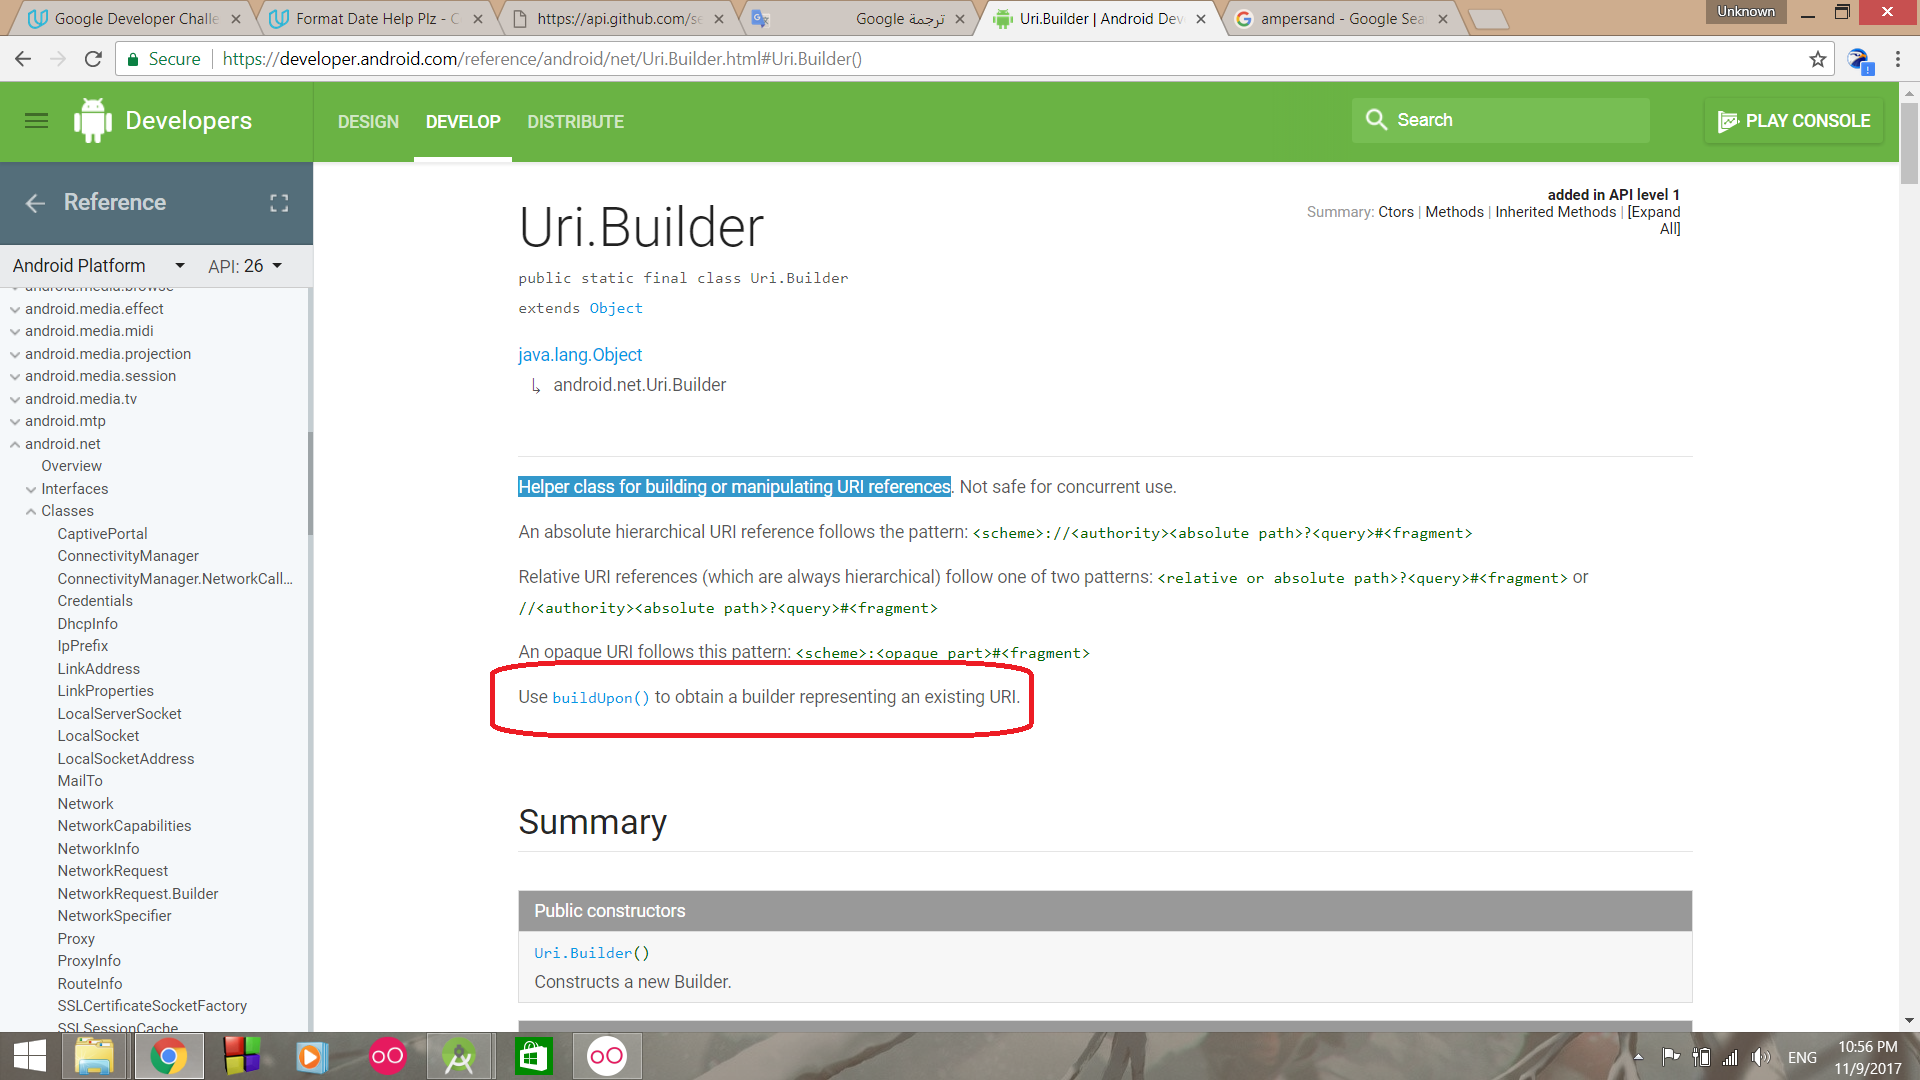 Google Developer Challe
Format Date Help Plz - C
https://api.github.com/se
ترجمة Google
Uri.Builder | Android Dev
ampersand - Google Sea
Unknown
Secure
https://developer.android.com/reference/android/net/Uri.Builder.html#Uri.Builder()
Developers
DESIGN
DEVELOP
DISTRIBUTE
Search
PLAY CONSOLE
Reference
Android Platform
API: 26
android.media.browse
android.media.effect
android.media.midi
android.media.projection
android.media.session
android.media.tv
android.mtp
android.net
Overview
Interfaces
Classes
CaptivePortal
ConnectivityManager
ConnectivityManager.NetworkCall...
Credentials
DhcpInfo
IpPrefix
LinkAddress
LinkProperties
LocalServerSocket
LocalSocket
LocalSocketAddress
MailTo
Network
NetworkCapabilities
NetworkInfo
NetworkRequest
NetworkRequest.Builder
NetworkSpecifier
Proxy
ProxyInfo
RouteInfo
SSLCertificateSocketFactory
SSLSessionCache
added in API level 1
Summary: Ctors | Methods | Inherited Methods | [Expand
All]
Uri.Builder
public static final class Uri.Builder
extends Object
java.lang.Object
↳ android.net.Uri.Builder
Helper class for building or manipulating URI references. Not safe for concurrent use.
An absolute hierarchical URI reference follows the pattern: <scheme>://<authority><absolute path>?<query>#<fragment>
Relative URI references (which are always hierarchical) follow one of two patterns: <relative or absolute path>?<query>#<fragment> or
//<authority><absolute path>?<query>#<fragment>
An opaque URI follows this pattern: <scheme>:<opaque part>#<fragment>
Use buildUpon() to obtain a builder representing an existing URI.
Summary
Public constructors
Uri.Builder()
Constructs a new Builder.
ENG
10:56 PM
11/9/2017